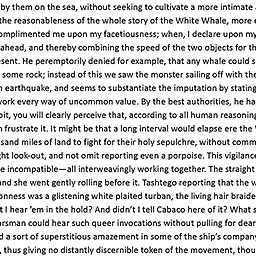 by them on the sea, without seeking to cultivate a more intimate a
the reasonableness of the whole story of the White Whale, more e
omplimented me upon my facetiousness; when, I declare upon my
ahead, and thereby combining the speed of the two objects for th
esent. He peremptorily denied for example, that any whale could s
some rock; instead of this we saw the monster sailing off with the
n earthquake, and seems to substantiate the imputation by stating
work every way of uncommon value. By the best authorities, he ha
bit, you will clearly perceive that, according to all human reasoning
n frustrate it. It might be that a long interval would elapse ere the W
sand miles of land to fight for their holy sepulchre, without comm
ght look-out, and not omit reporting even a porpoise. This vigilance
e incompatible—all interweavingly working together. The straight
and she went gently rolling before it. Tashtego reporting that the w
onness was a glistening white plaited turban, the living hair braide
t I hear 'em in the hold? And didn't I tell Cabaco here of it? What s
arsman could hear such queer invocations without pulling for dear
d a sort of superstitious amazement in some of the ship's company
, thus giving no distantly discernible token of the movement, thou